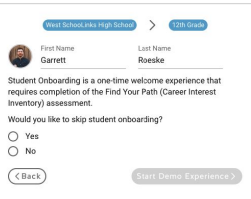 West SchooLinks High School > 12th Grade
First Name Last Name
Garrett Roeske
Student Onboarding is a one-time welcome experience that
requires completion of the Find Your Path (Career Interest
Inventory) assessment.
Would you like to skip student onboarding?
Yes
No
< Back Start Demo Experience >